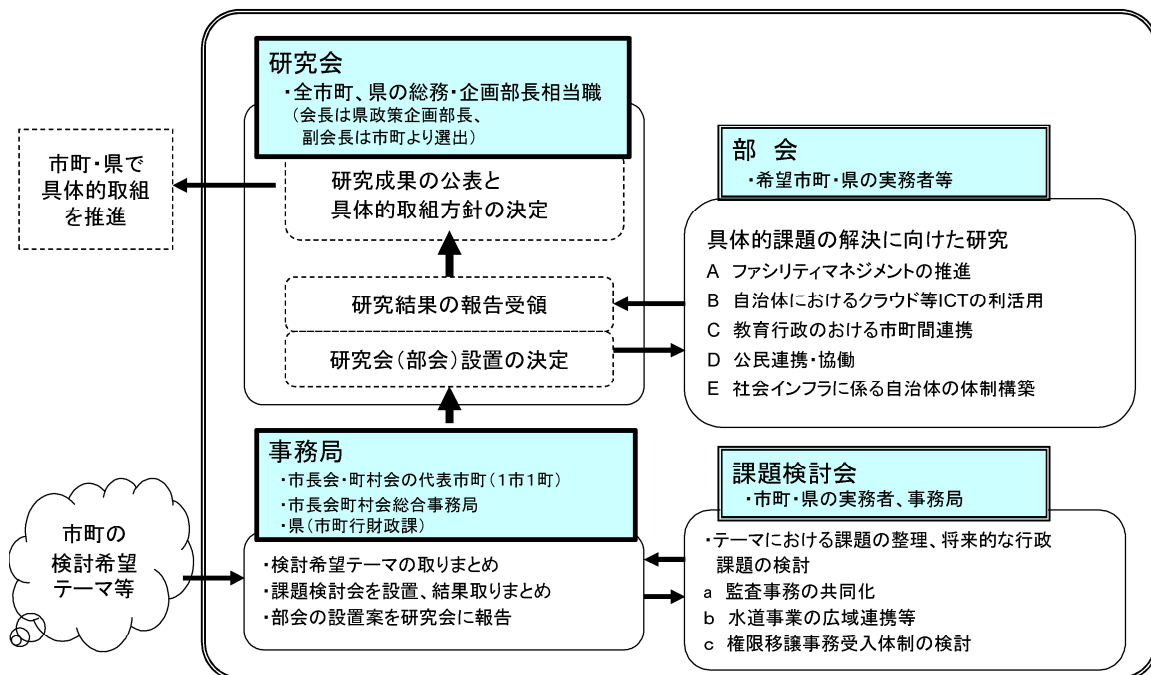 研究会
・全市町、県の総務・企画部長相当職
（会長は県政策企画部長、
副会長は市町より選出）
研究成果の公表と
具体的取組方針の決定
研究結果の報告受領
研究会（部会）設置の決定
市町・県で
具体的取組
を推進
部　会
・希望市町・県の実務者等
具体的課題の解決に向けた研究
A　ファシリティマネジメントの推進
B　自治体におけるクラウド等ICTの利活用
C　教育行政のおける市町間連携
D　公民連携・協働
E　社会インフラに係る自治体の体制構築
事務局
・市長会・町村会の代表市町（1市1町）
・市長会町村会総合事務局
・県（市町行財政課）
・検討希望テーマの取りまとめ
・課題検討会を設置、結果取りまとめ
・部会の設置案を研究会に報告
市町の
検討希望
テーマ等
課題検討会
・市町・県の実務者、事務局
・テーマにおける課題の整理、将来的な行政
課題の検討
a　監査事務の共同化
b　水道事業の広域連携等
c　権限移譲事務受入体制の検討